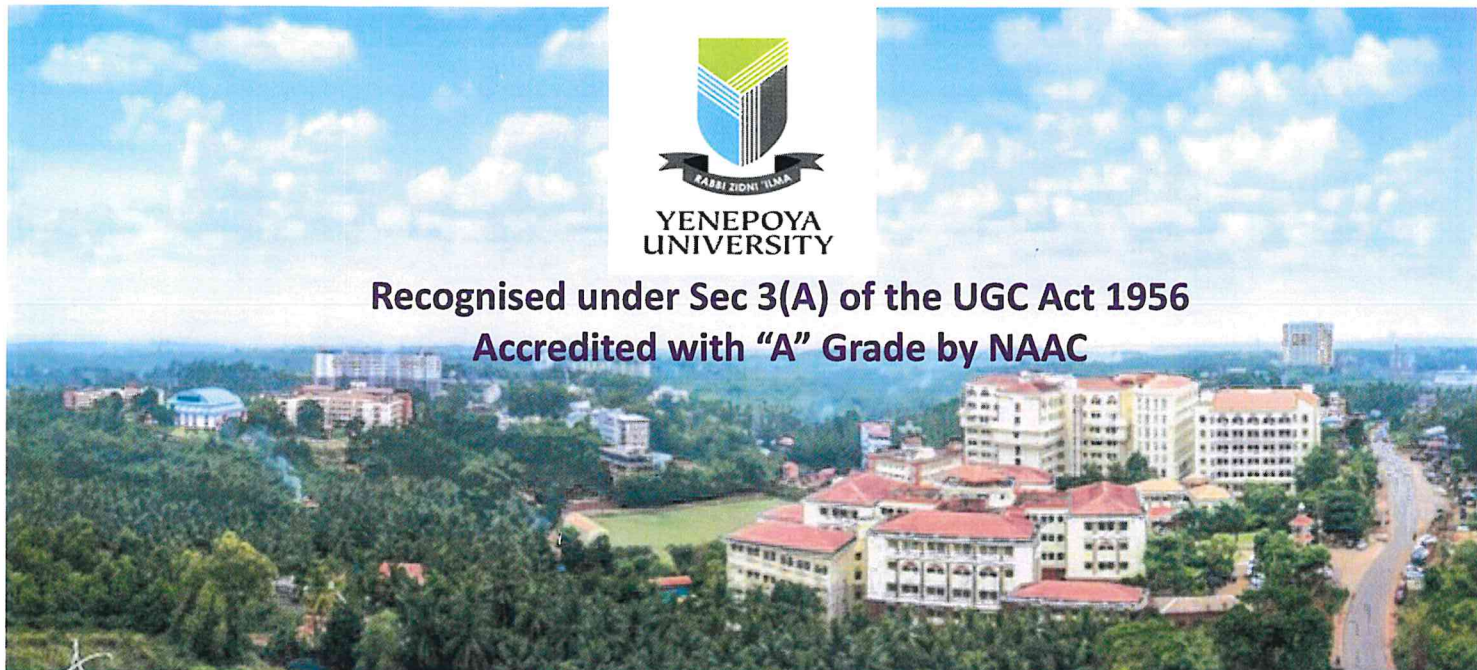 RABBI ZIDNI 'ILMA
YENEPOYA
UNIVERSITY
Recognised under Sec 3(A) of the UGC Act 1956
Accredited with “A” Grade by NAAC